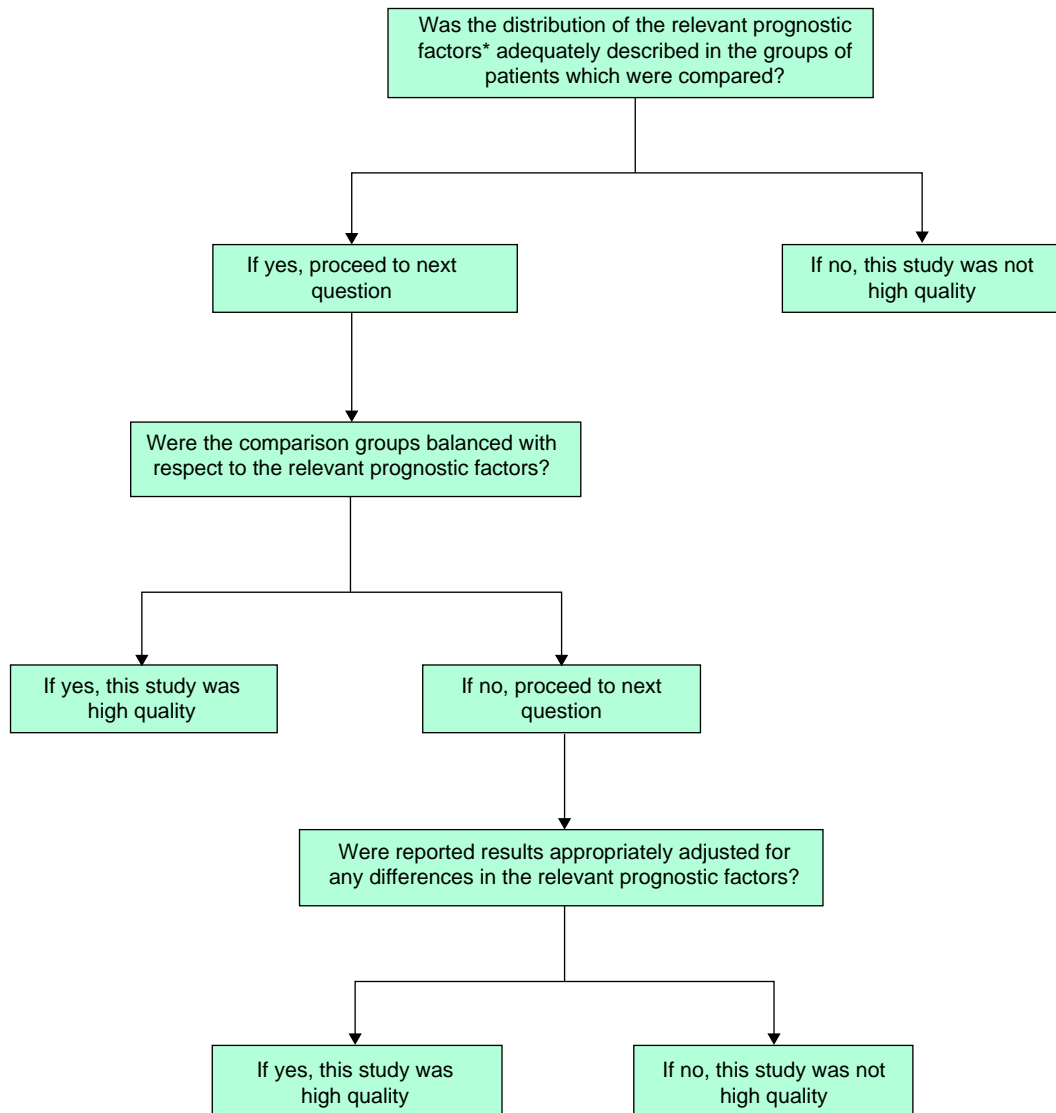 Was the distribution of the relevant prognostic
factors* adequately described in the groups of
patients which were compared?
If yes, proceed to next
question
If no, this study was not
high quality
Were the comparison groups balanced with
respect to the relevant prognostic factors?
If yes, this study was
high quality
If no, proceed to next
question
Were reported results appropriately adjusted for
any differences in the relevant prognostic factors?
If yes, this study was
high quality
If no, this study was not
high quality